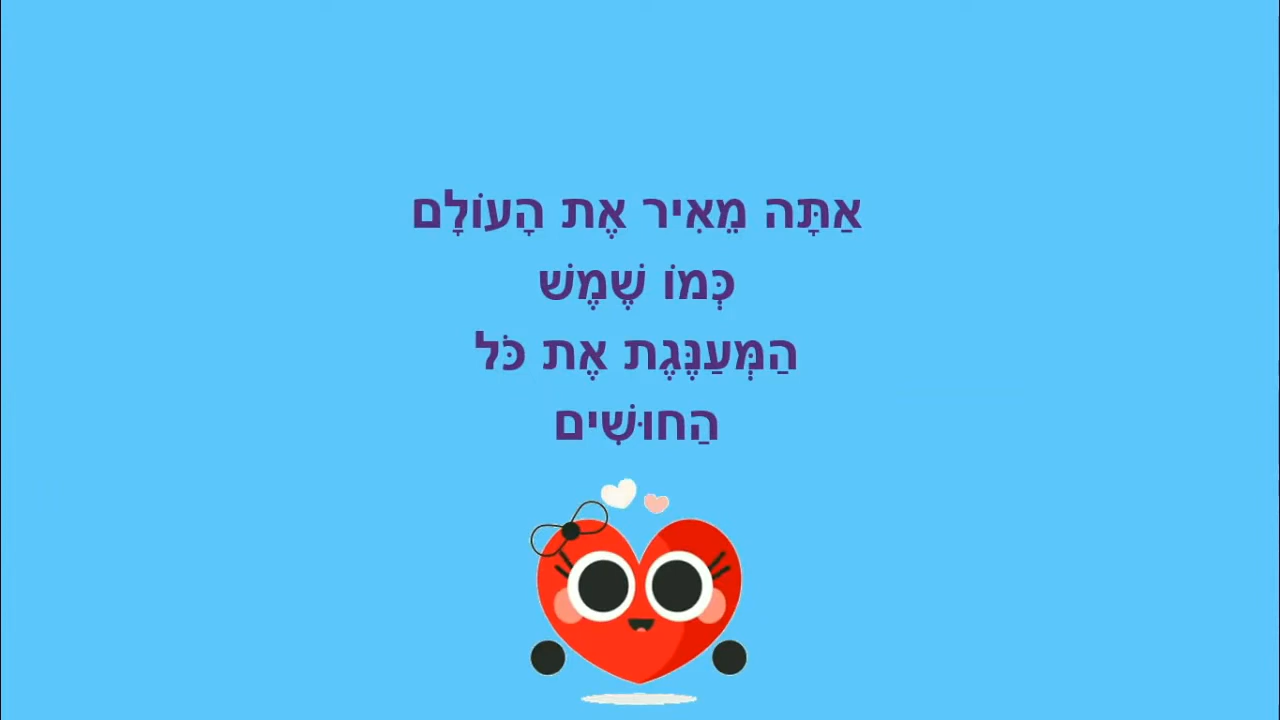 אַתָּה מֵאִיר אֶת הָעוֹלָם
כְּמוֹ שֶׁמֶשׁ
הַמְּעַנֶּגֶת אֶת כֹּל
הַחוּשִּׁים